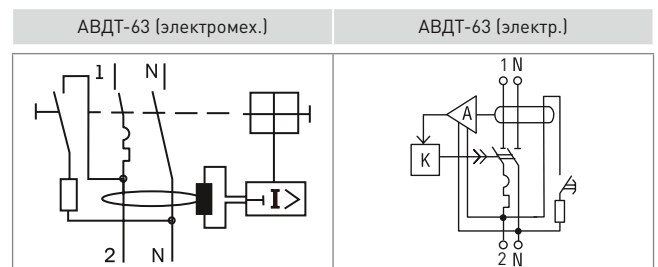 АВДТ-63 (электромех.) АВДТ-63 (электр.)
1 N
I>
2 N
1 N
А
К
2 N